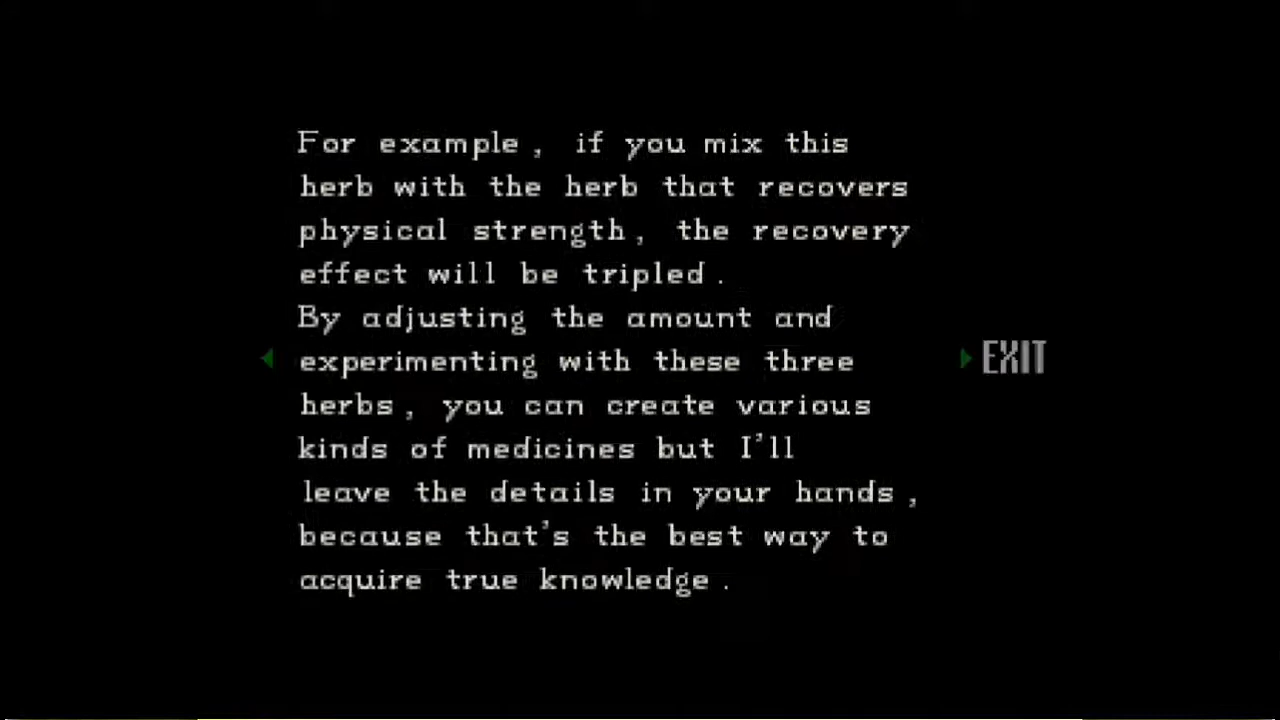 For example, if you mix this
herb with the herb that recovers
physical strength, the recovery
effect will be tripled.
By adjusting the amount and
experimenting with these three
herbs, you can create various
kinds of medicines but I'll
leave the details in your hands,
because that's the best way to
acquire true knowledge.
EXIT